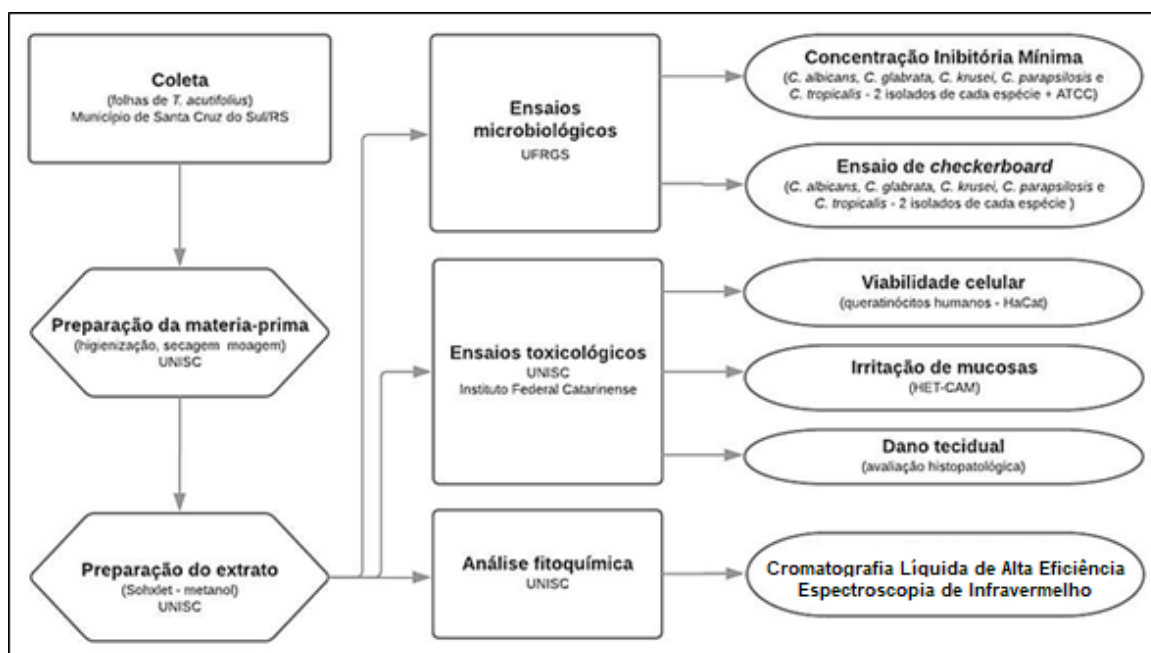 Coleta
(folhas de T. acutifolius)
Município de Santa Cruz do Sul/RS
Preparação da materia-prima
(higienização, secagem moagem)
UNISC
Preparação do extrato
(Sohxlet - metanol)
UNISC
Ensaios
microbiológicos
UFRGS
Ensaios toxicológicos
UNISC
Instituto Federal Catarinense
Análise fitoquímica
UNISC
Concentração Inibitória Mínima
(C. albicans, C. glabrata, C. krusei, C. parapsilosis e
C. tropicalis - 2 isolados de cada espécie + ATCC)
Ensaio de checkerboard
(C. albicans, C. glabrata, C. krusei, C. parapsilosis e
C. tropicalis - 2 isolados de cada espécie )
Viabilidade celular
(queratinócitos humanos - HaCat)
Irritação de mucosas
(HET-CAM)
Dano tecidual
(avaliação histopatológica)
Cromatografia Líquida de Alta Eficiência
Espectroscopia de Infravermelho